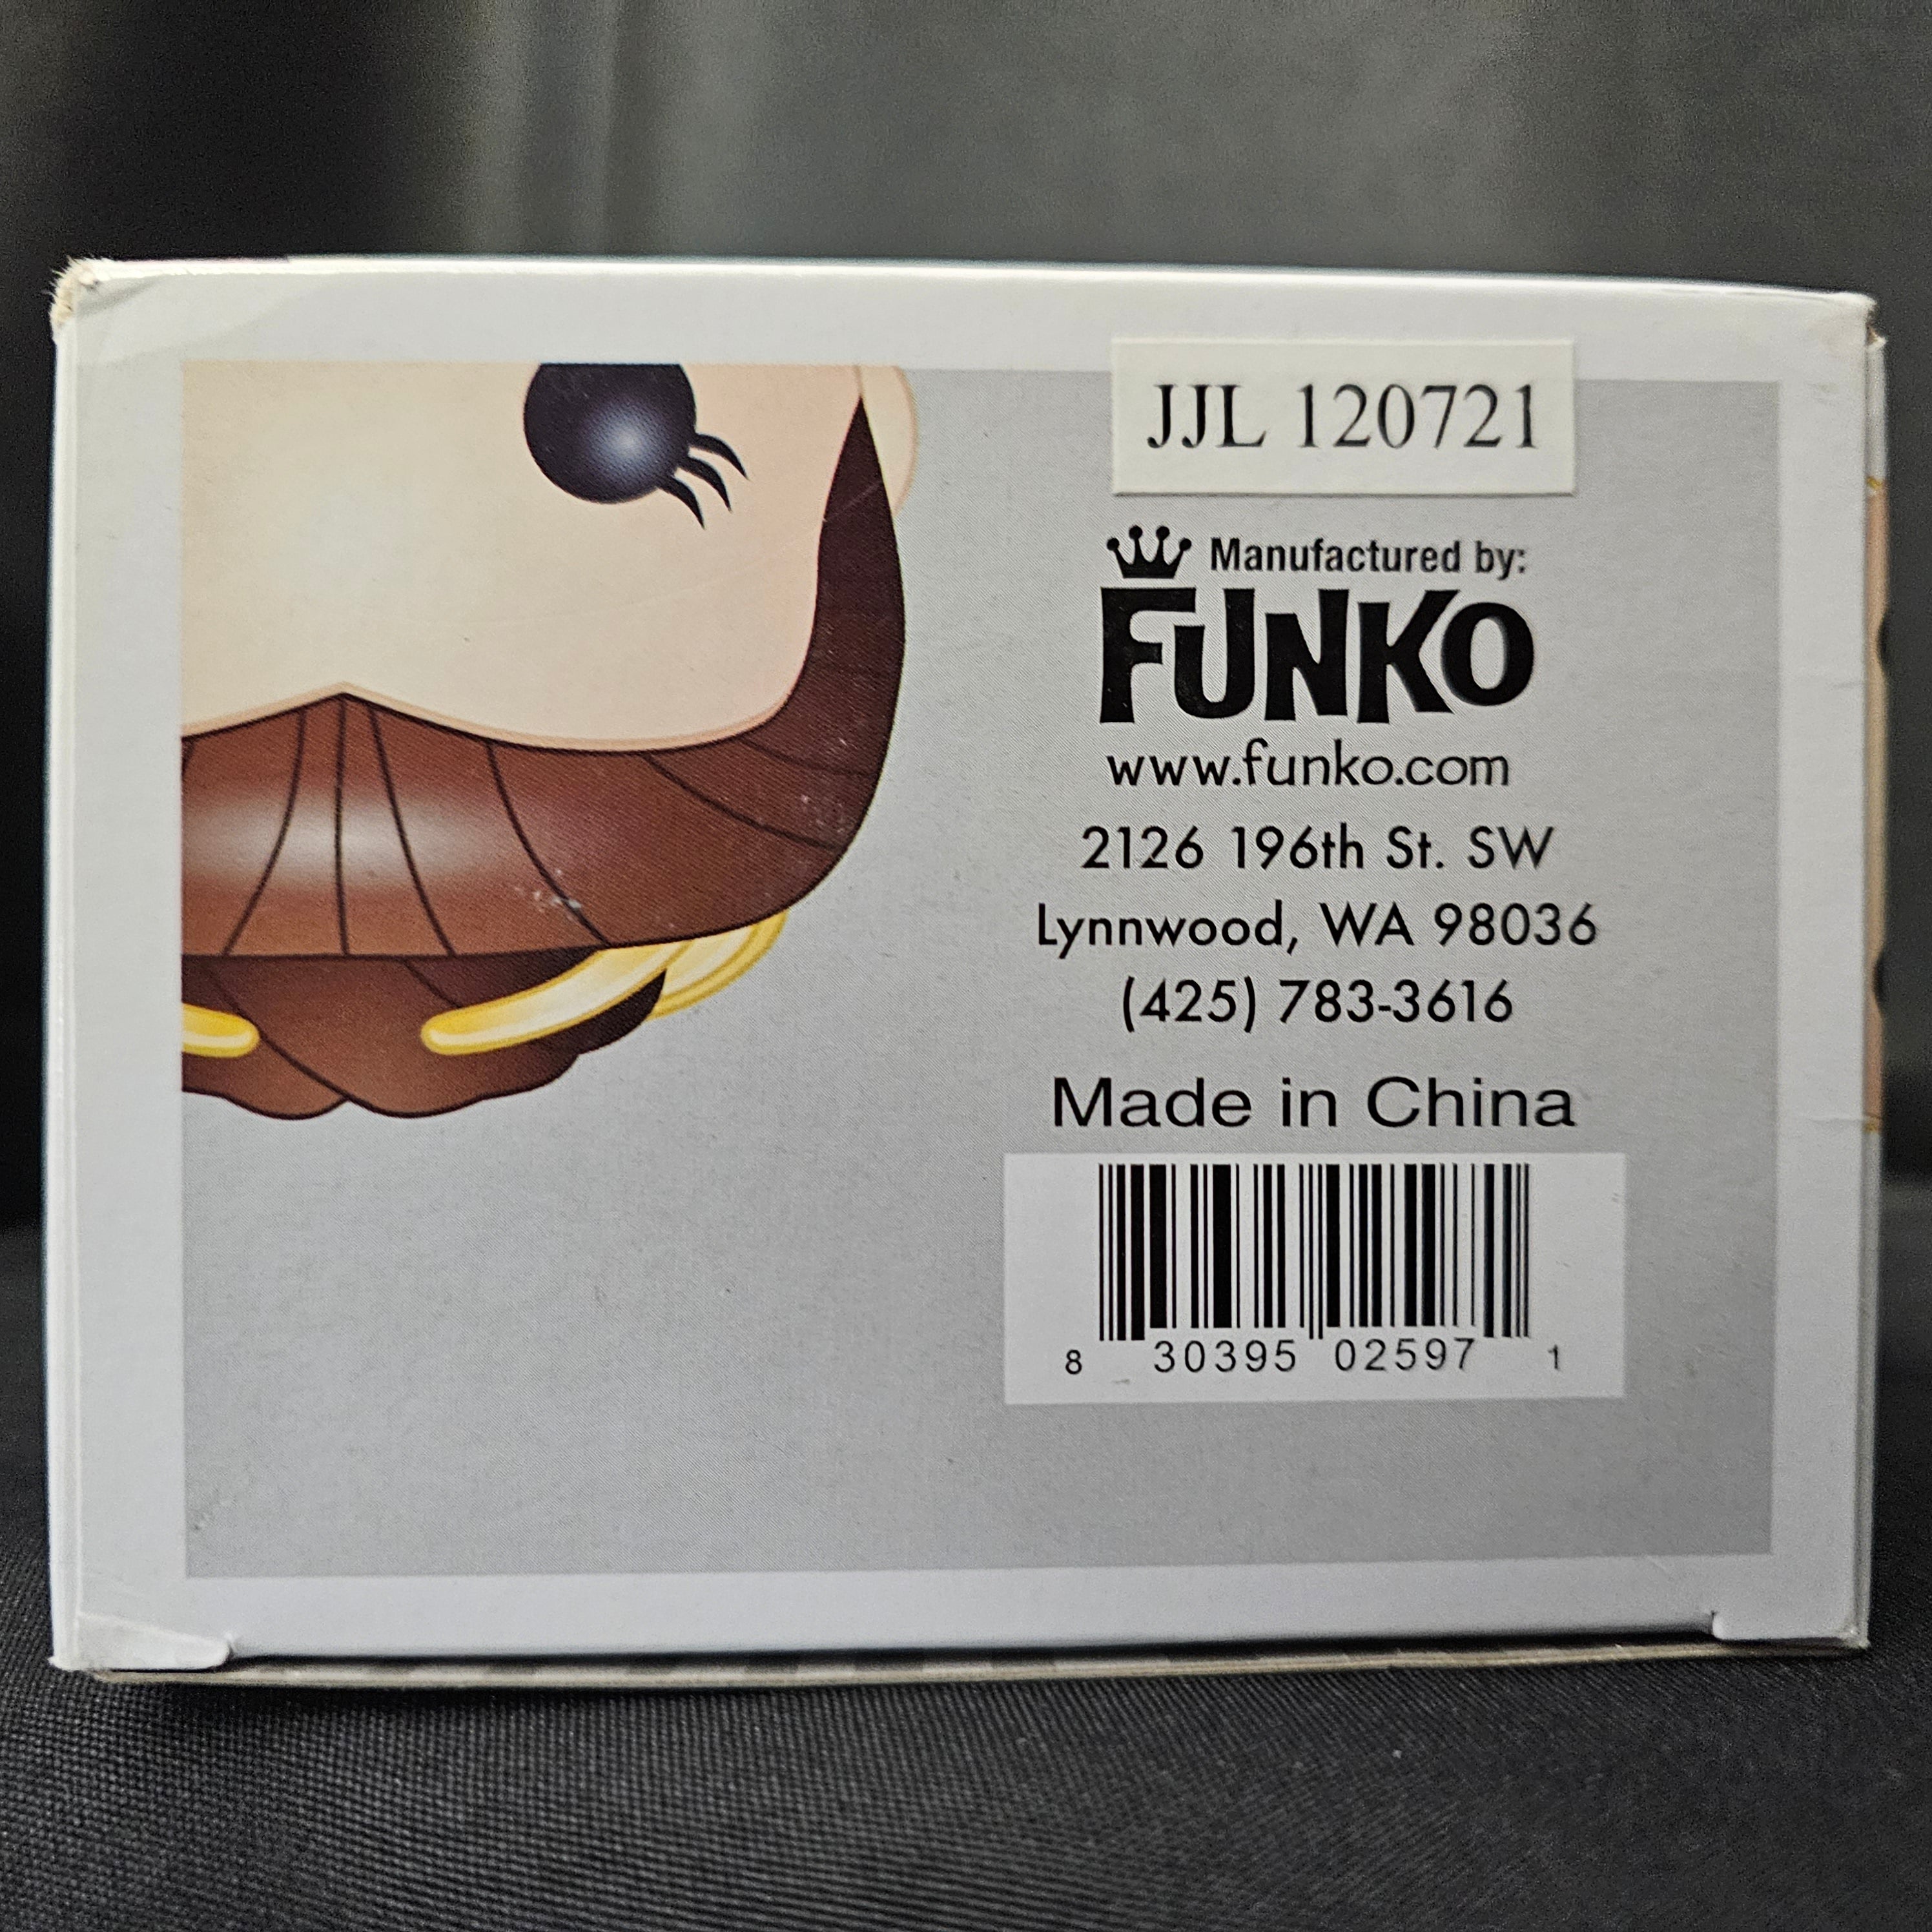 JJL 120721
Manufactured by:
FUNKO
www.funko.com
2126 196th St. SW
Lynnwood, WA 98036
(425) 783-3616
Made in China
8 30395 02597 1